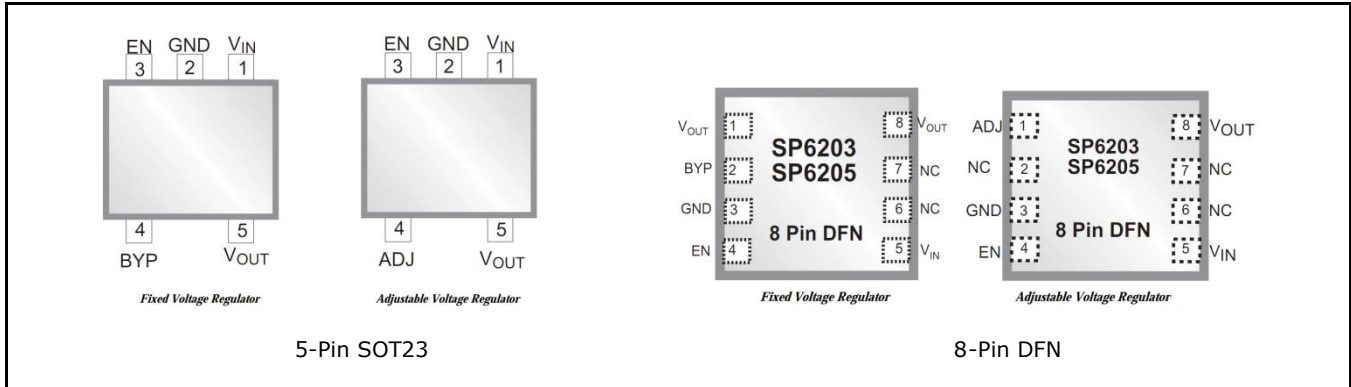 EN GND VIN
3 2 1
4 5
BYP VOUT
Fixed Voltage Regulator
EN GND VIN
3 2 1
4 5
ADJ VOUT
Adjustable Voltage Regulator
5-Pin SOT23
VOUT 1 8 VOUT
SP6203
BYP 2 SP6205 7 NC
GND 3 6 NC
8 Pin DFN
EN 4 5 VIN
Fixed Voltage Regulator
ADJ 1 8 VOUT
SP6203
NC 2 SP6205 7 NC
GND 3 6 NC
8 Pin DFN
EN 4 5 VIN
Adjustable Voltage Regulator
8-Pin DFN